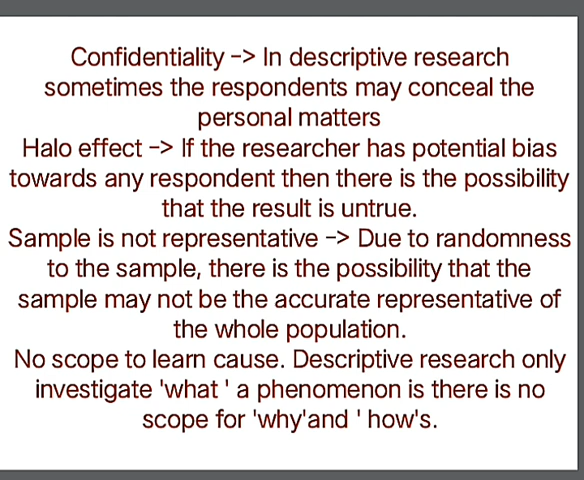 Confidentiality -> In descriptive research
sometimes the respondents may conceal the
personal matters
Halo effect -> If the researcher has potential bias
towards any respondent then there is the possibility
that the result is untrue.
Sample is not representative -> Due to randomness
to the sample, there is the possibility that the
sample may not be the accurate representative of
the whole population.
No scope to learn cause. Descriptive research only
investigate 'what ' a phenomenon is there is no
scope for 'why'and ' how's.